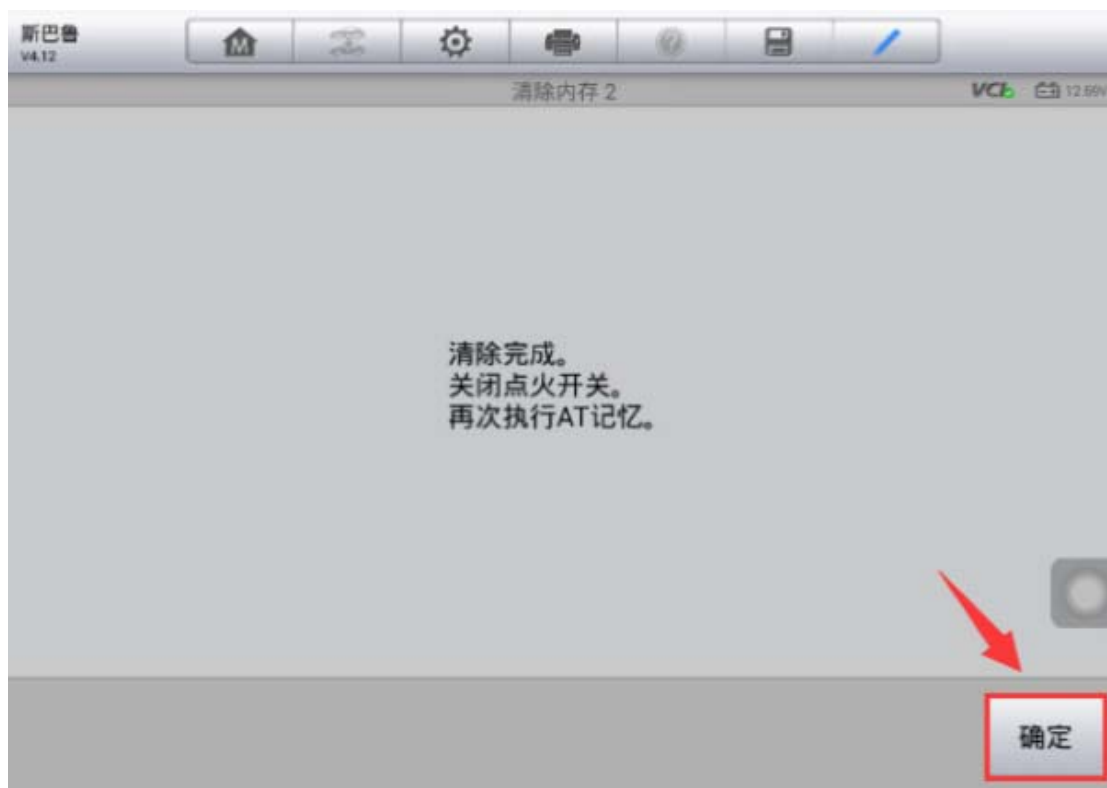 斯巴鲁
V4.12
清除内存 2
VCI
12.69V
清除完成。
关闭点火开关。
再次执行AT记忆。
确定